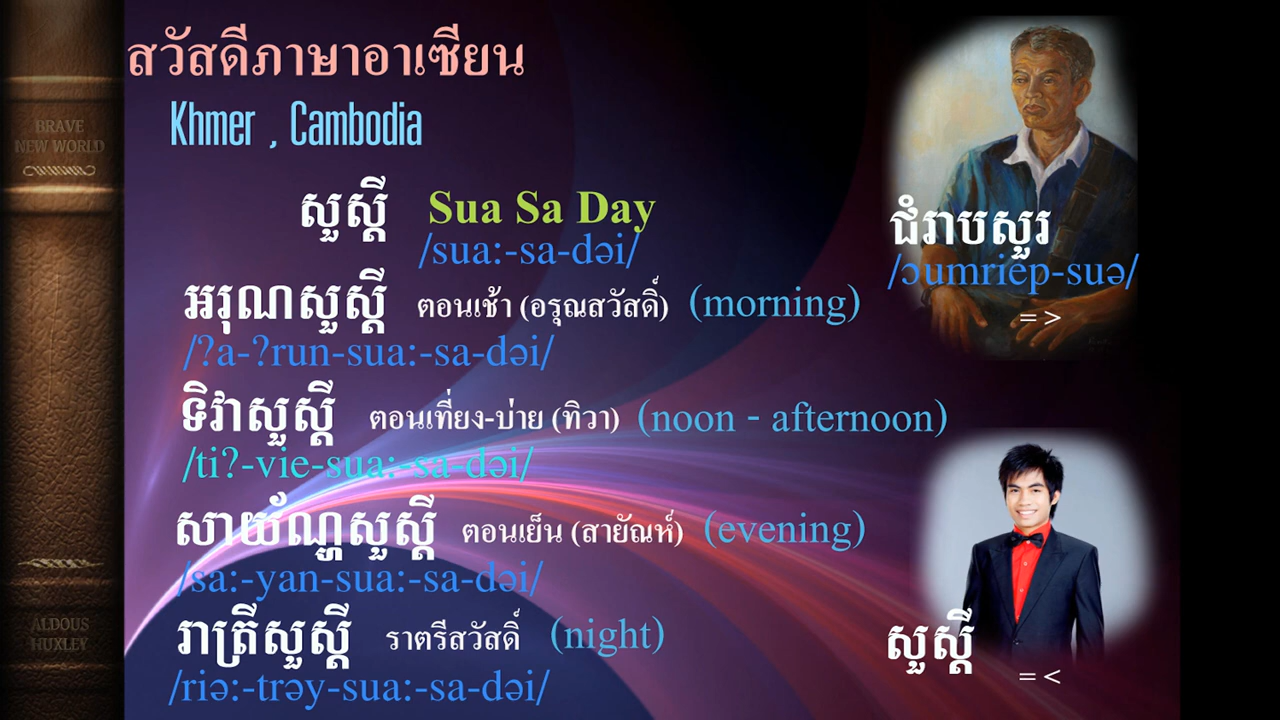 สวัสดีภาษาอาเซียน
Khmer , Cambodia
BRAVE
NEW WORLD
សួស្តី Sua Sa Day
/sua:-sa-dəi/
អរុណសួស្តី ตอนเช้า (อรุณสวัสดิ์) (morning)
/?a-?run-sua:-sa-dəi/
ទិវាសួស្តី ตอนเที่ยง-บ่าย (ทิวา) (noon - afternoon)
/ti?-vie-sua:-sa-dəi/
សាយ័ណ្ហសួស្តី ตอนเย็น (สายัณห์) (evening)
/sa:-yan-sua:-sa-dəi/
រាត្រីសួស្តី ราตรีสวัสดิ์ (night)
/riə:-trəy-sua:-sa-dəi/
ALDOUS
HUXLEY
ជំរាបសួរ
/ɔumriep-suə/
= >
សួស្តី
= <